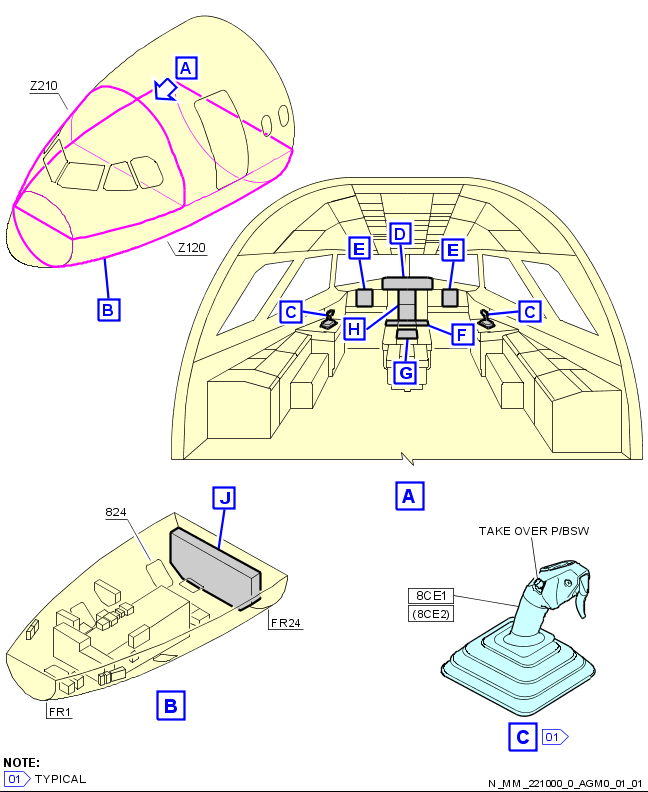 A
Z210
Z120
B
D
E
E
C
C
H
F
G
A
J
824
FR24
FR1
B
TAKE OVER P/BSW
8CE1
(8CE2)
C 01
NOTE:
01 TYPICAL
N_MM_221000_0_AGM0_01_01